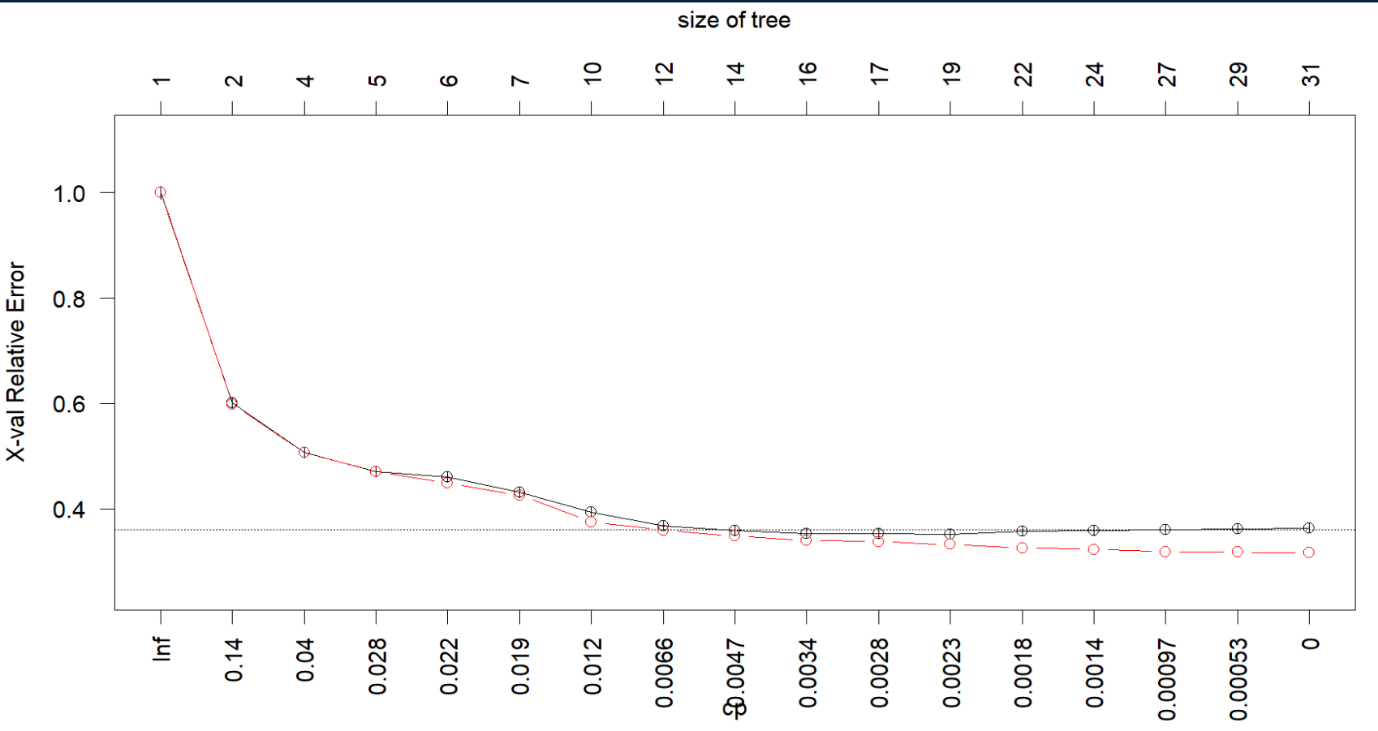 size of tree
1 2 4 5 6 7 10 12 14 16 17 19 22 24 27 29 31
X-val Relative Error
1.0
0.8
0.6
0.4
Inf 0.14 0.04 0.028 0.022 0.019 0.012 0.0066 0.0047 0.0034 0.0028 0.0023 0.0018 0.0014 0.00097 0.00053 0
cp